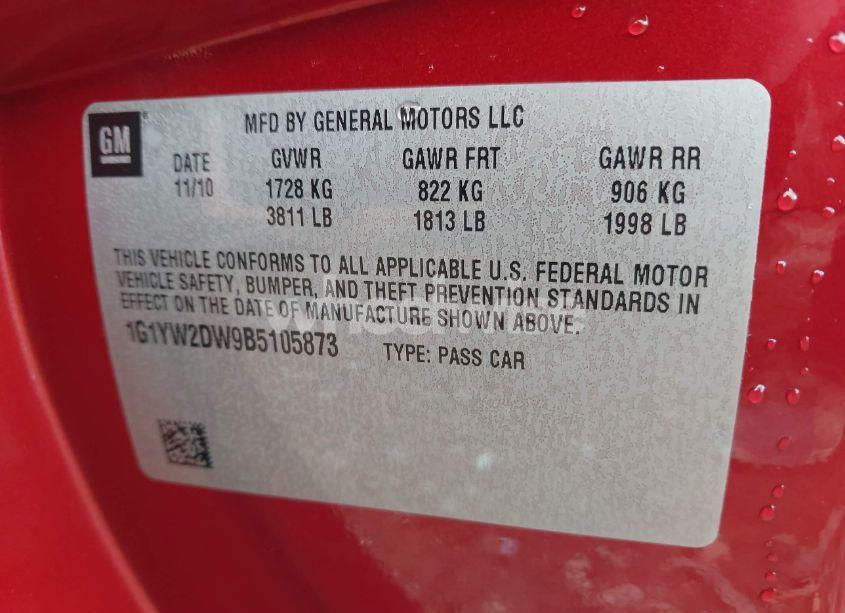 GM
MFD BY GENERAL MOTORS LLC
DATE GVWR GAWR FRT GAWR RR
11/10 1728 KG 822 KG 906 KG
3811 LB 1813 LB 1998 LB
THIS VEHICLE CONFORMS TO ALL APPLICABLE U.S. FEDERAL MOTOR
VEHICLE SAFETY, BUMPER, AND THEFT PREVENTION STANDARDS IN
EFFECT ON THE DATE OF MANUFACTURE SHOWN ABOVE.
1G1YW2DW9B5105873 TYPE: PASS CAR